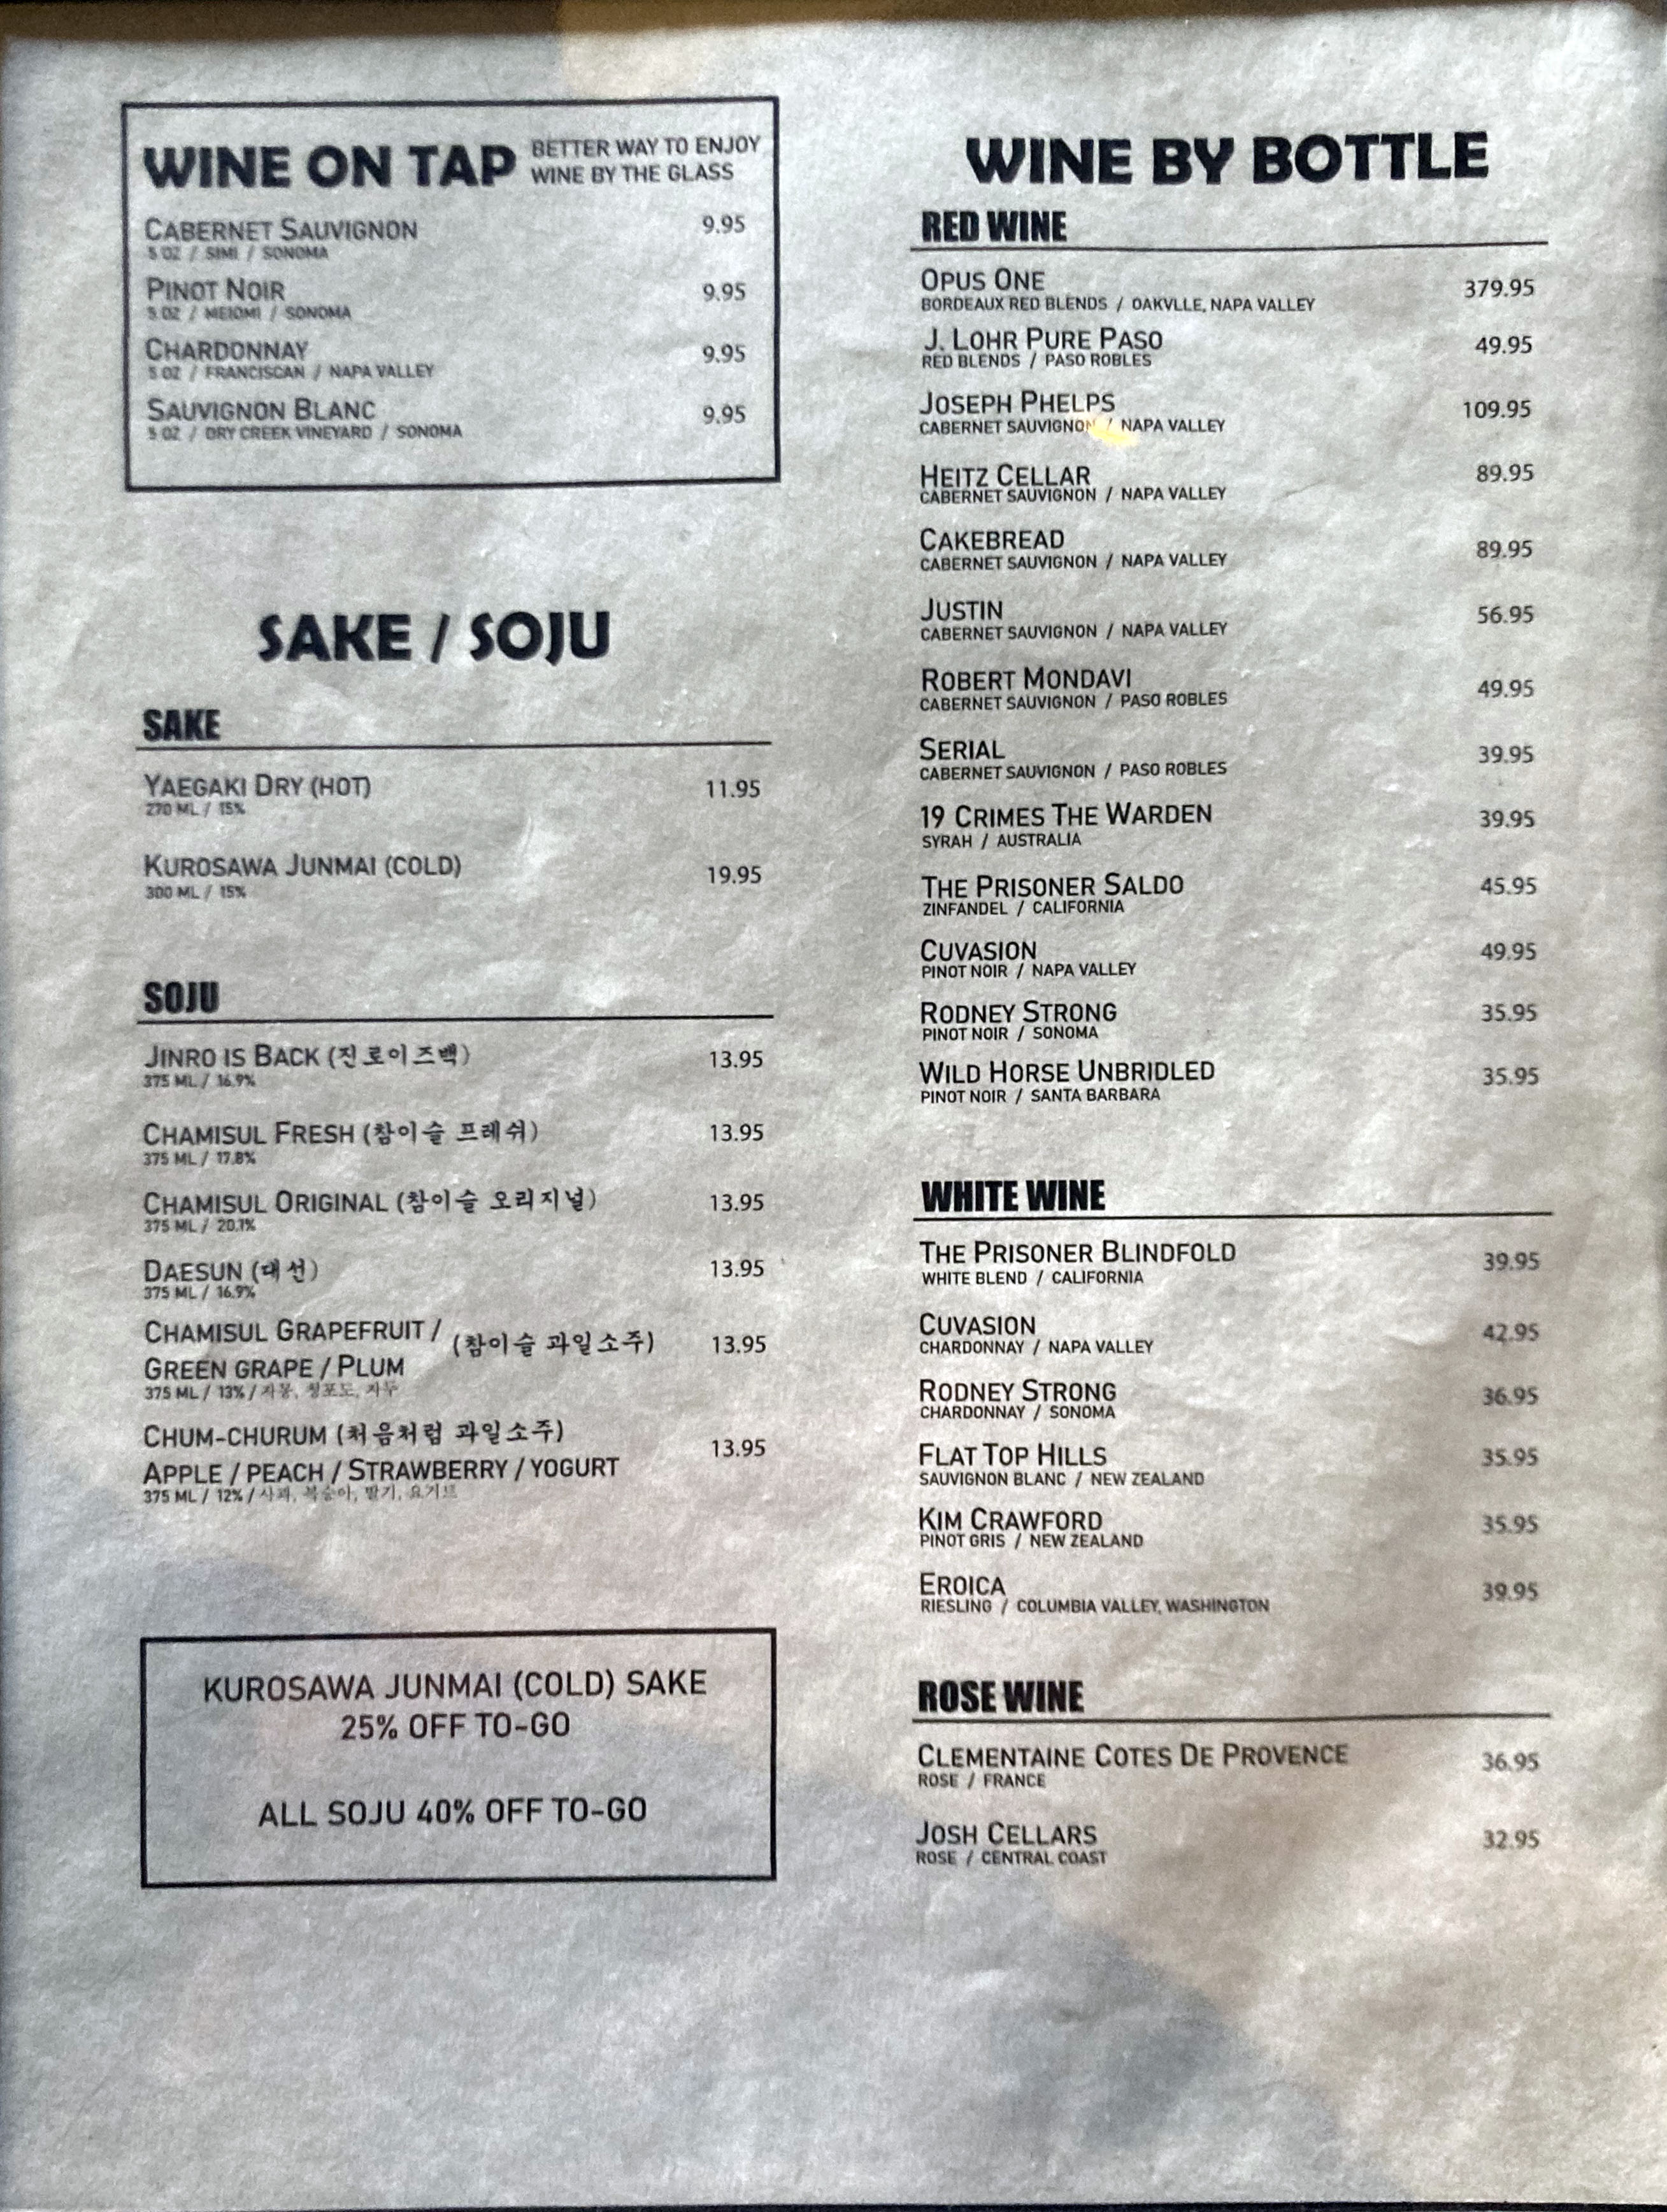 WINE ON TAP BETTER WAY TO ENJOY
WINE BY THE GLASS
CABERNET SAUVIGNON 9.95
5 OZ / SIMI / SONOMA
PINOT NOIR 9.95
5 OZ / MEIOMI / SONOMA
CHARDONNAY 9.95
5 OZ / FRANCISCAN / NAPA VALLEY
SAUVIGNON BLANC 9.95
5 OZ / DRY CREEK VINEYARD / SONOMA
SAKE / SOJU
SAKE
YAEGAKI DRY (HOT) 11.95
270 ML / 15%
KUROSAWA JUNMAI (COLD) 19.95
300 ML / 15%
SOJU
JINRO IS BACK (진로이즈백) 13.95
375 ML / 16.9%
CHAMISUL FRESH (참이슬 프레쉬) 13.95
375 ML / 17.8%
CHAMISUL ORIGINAL (참이슬 오리지널) 13.95
375 ML / 20.1%
DAESUN (대선) 13.95
375 ML / 16.9%
CHAMISUL GRAPEFRUIT / (참이슬 과일소주) 13.95
GREEN GRAPE / PLUM
375 ML / 13% / 자몽, 청포도, 자두
CHUM-CHURUM (처음처럼 과일소주) 13.95
APPLE / PEACH / STRAWBERRY / YOGURT
375 ML / 12% / 사과, 복숭아, 딸기, 요거트
KUROSAWA JUNMAI (COLD) SAKE
25% OFF TO-GO
ALL SOJU 40% OFF TO-GO
WINE BY BOTTLE
RED WINE
OPUS ONE 379.95
BORDEAUX RED BLENDS / OAKVLLE, NAPA VALLEY
J. LOHR PURE PASO 49.95
RED BLENDS / PASO ROBLES
JOSEPH PHELPS 109.95
CABERNET SAUVIGNON / NAPA VALLEY
HEITZ CELLAR 89.95
CABERNET SAUVIGNON / NAPA VALLEY
CAKEBREAD 89.95
CABERNET SAUVIGNON / NAPA VALLEY
JUSTIN 56.95
CABERNET SAUVIGNON / NAPA VALLEY
ROBERT MONDAVI 49.95
CABERNET SAUVIGNON / PASO ROBLES
SERIAL 39.95
CABERNET SAUVIGNON / PASO ROBLES
19 CRIMES THE WARDEN 39.95
SYRAH / AUSTRALIA
THE PRISONER SALDO 45.95
ZINFANDEL / CALIFORNIA
CUVASION 49.95
PINOT NOIR / NAPA VALLEY
RODNEY STRONG 35.95
PINOT NOIR / SONOMA
WILD HORSE UNBRIDLED 35.95
PINOT NOIR / SANTA BARBARA
WHITE WINE
THE PRISONER BLINDFOLD 39.95
WHITE BLEND / CALIFORNIA
CUVASION 42.95
CHARDONNAY / NAPA VALLEY
RODNEY STRONG 36.95
CHARDONNAY / SONOMA
FLAT TOP HILLS 35.95
SAUVIGNON BLANC / NEW ZEALAND
KIM CRAWFORD 35.95
PINOT GRIS / NEW ZEALAND
EROICA 39.95
RIESLING / COLUMBIA VALLEY, WASHINGTON
ROSE WINE
CLEMENTAINE COTES DE PROVENCE 36.95
ROSE / FRANCE
JOSH CELLARS 32.95
ROSE / CENTRAL COAST